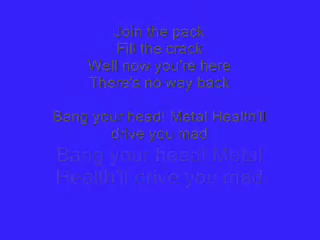 Join the pack
Fill the crack
Well now you're here
There's no way back
Bang your head! Metal Health'll
drive you mad
Bang your head! Metal
Health'll drive you mad